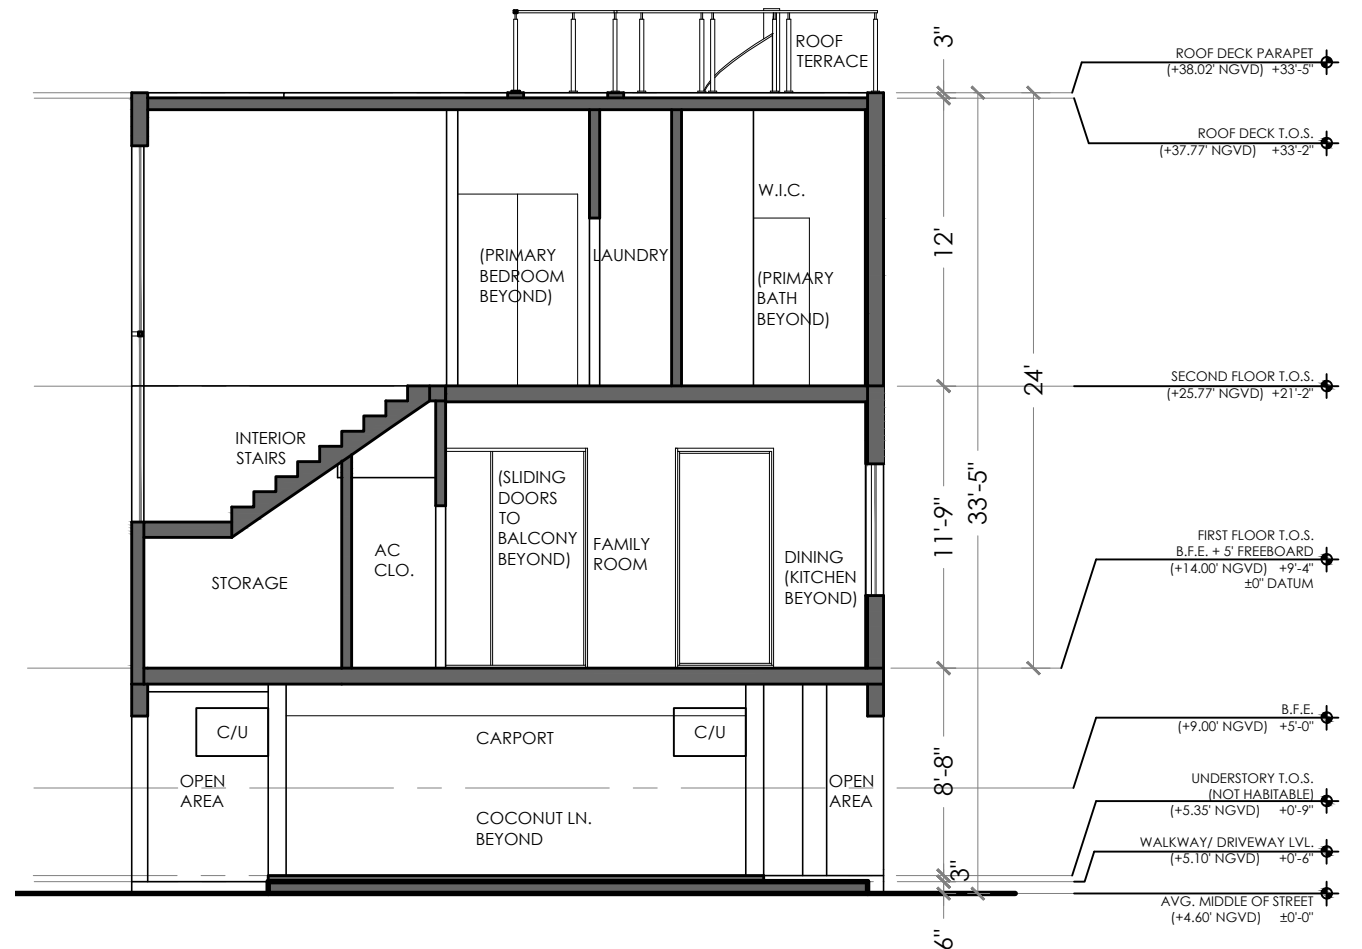 ROOF
TERRACE
3"
ROOF DECK PARAPET
(+38.02' NGVD) +33'-5"
ROOF DECK T.O.S.
(+37.77' NGVD) +33'-2"
W.I.C.
(PRIMARY
BEDROOM
BEYOND)
LAUNDRY
(PRIMARY
BATH
BEYOND)
12'
24'
SECOND FLOOR T.O.S.
(+25.77' NGVD) +21'-2"
INTERIOR
STAIRS
(SLIDING
DOORS
TO
BALCONY
BEYOND)
33'-5"
11'-9"
STORAGE
AC
CLO.
FAMILY
ROOM
DINING
(KITCHEN
BEYOND)
FIRST FLOOR T.O.S.
B.F.E. + 5' FREEBOARD
(+14.00' NGVD) +9'-4"
±0" DATUM
C/U
CARPORT
C/U
B.F.E.
(+9.00' NGVD) +5'-0"
OPEN
AREA
OPEN
AREA
8'-8"
COCONUT LN.
BEYOND
UNDERSTORY T.O.S.
(NOT HABITABLE)
(+5.35' NGVD) +0'-9"
WALKWAY/ DRIVEWAY LVL.
(+5.10' NGVD) +0'-6"
3"
AVG. MIDDLE OF STREET
(+4.60' NGVD) ±0'-0"
6"